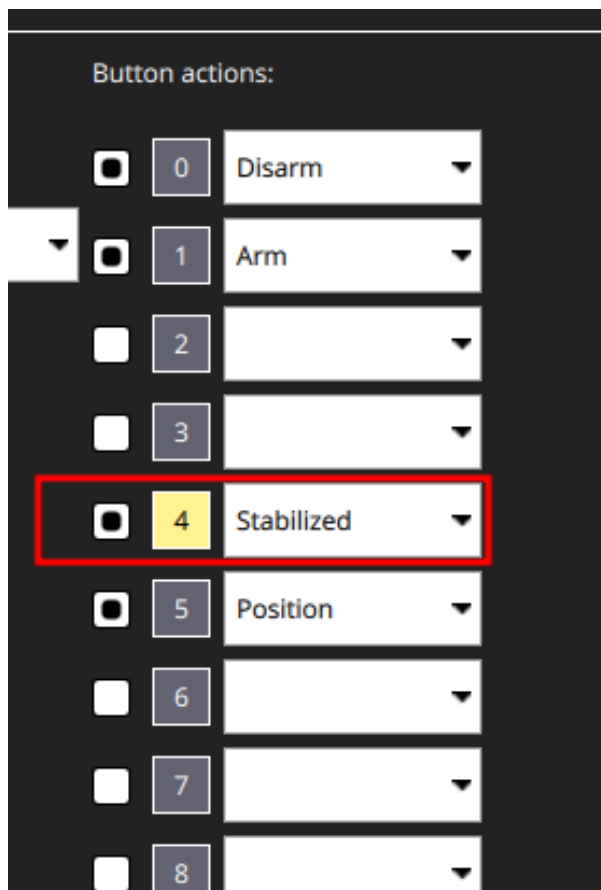 Button actions:
0 Disarm
1 Arm
2
3
4 Stabilized
5 Position
6
7
8